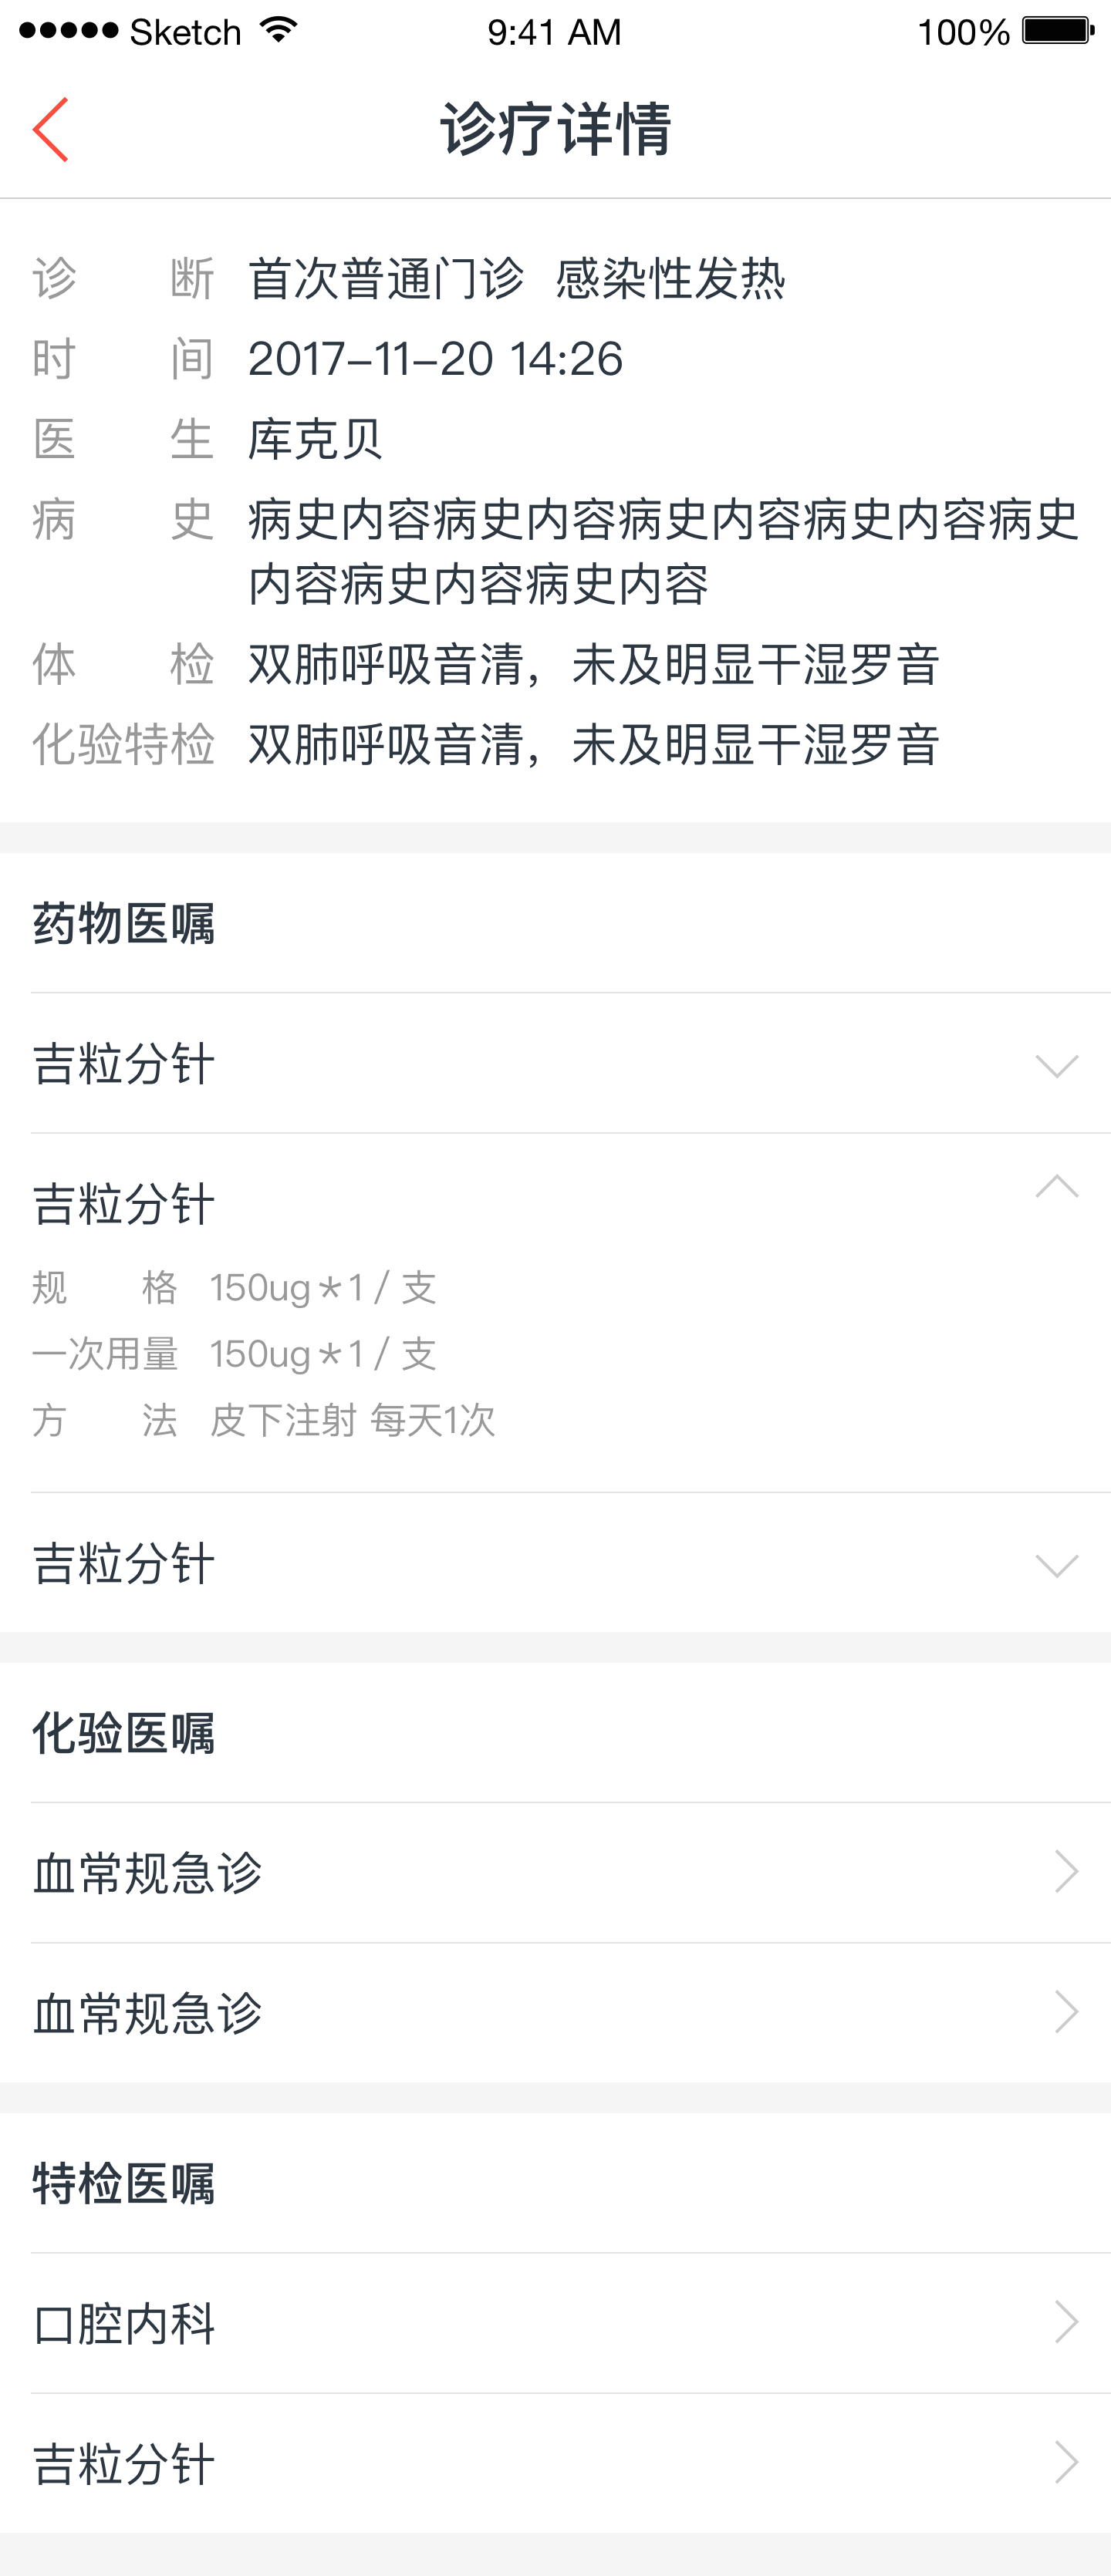 Sketch 9:41 AM 100%
诊疗详情
诊断 首次普通门诊 感染性发热
时间 2017-11-20 14:26
医生 库克贝
病史 病史内容病史内容病史内容病史内容病史
内容病史内容病史内容
体检 双肺呼吸音清，未及明显干湿罗音
化验特检 双肺呼吸音清，未及明显干湿罗音
药物医嘱
吉粒分针
吉粒分针
规格 150ug*1 / 支
一次用量 150ug*1 / 支
方法 皮下注射 每天1次
吉粒分针
化验医嘱
血常规急诊
血常规急诊
特检医嘱
口腔内科
吉粒分针